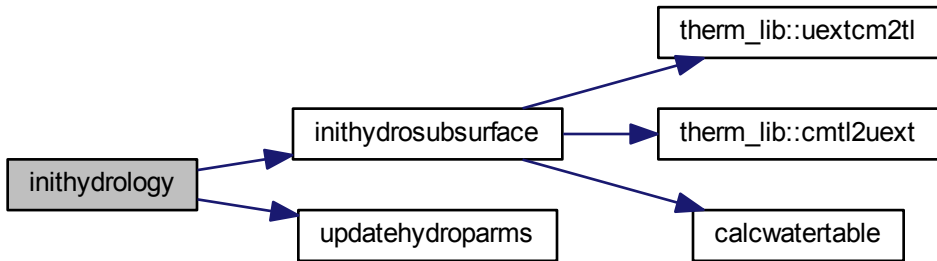 therm_lib::uextcm2tl
inithydrosubsurface
therm_lib::cmtl2uext
inithydrology
updatehydroparms
calcwatertable